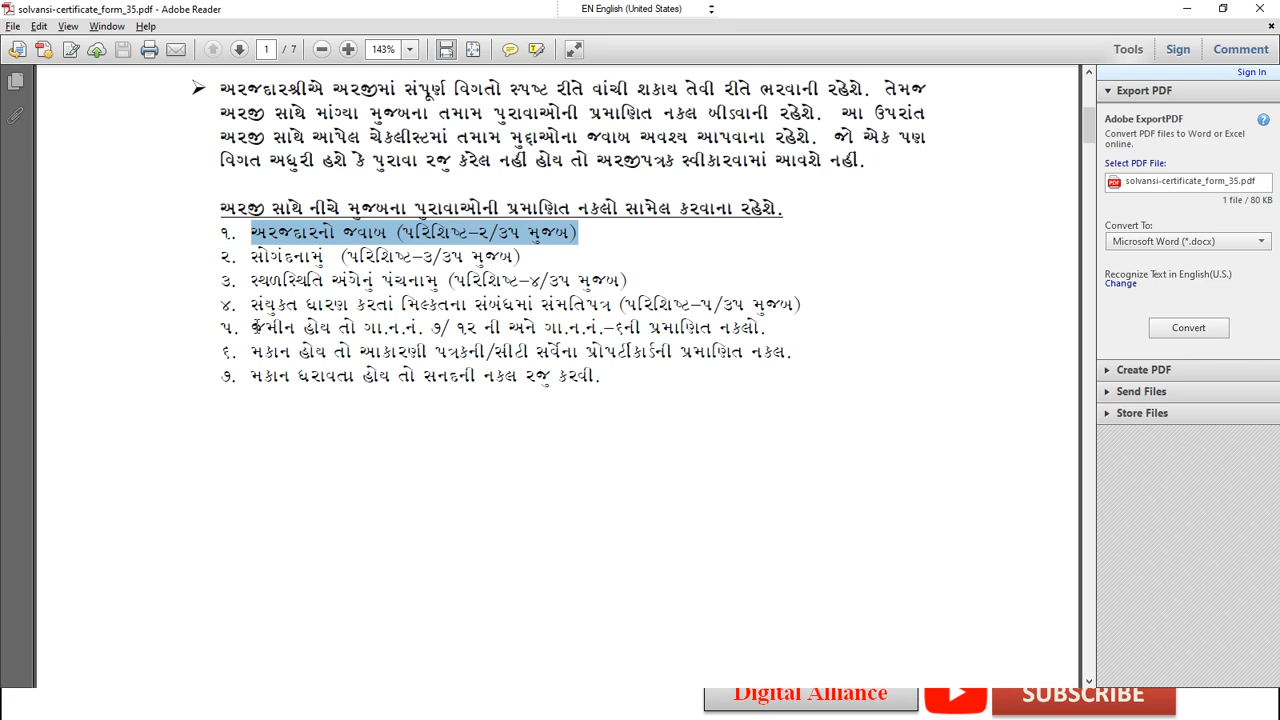 solvansi-certificate_form_35.pdf - Adobe Reader
EN English (United States)
File Edit View Window Help
1 / 7 143% Tools Sign Comment
Sign In
Export PDF
Adobe ExportPDF
Convert PDF files to Word or Excel online.
Select PDF File:
solvansi-certificate_form_35.pdf
1 file / 80 KB
Convert To:
Microsoft Word (*.docx)
Recognize Text in English(U.S.)
Change
Convert
Create PDF
Send Files
Store Files
અરજદારશ્રીએ અરજીમાં સંપૂર્ણ વિગતો સ્પષ્ટ રીતે વાંચી શકાય તેવી રીતે ભરવાની રહેશે. તેમજ
અરજી સાથે માંગ્યા મુજબના તમામ પુરાવાઓની પ્રમાણિત નકલ બીડવાની રહેશે. આ ઉપરાંત
અરજી સાથે આપેલ ચેકલીસ્ટમાં તમામ મુદ્દાઓના જવાબ અવશ્ય આપવાના રહેશે. જો એક પણ
વિગત અધુરી હશે કે પુરાવા રજુ કરેલ નહીં હોય તો અરજીપત્રક સ્વીકારવામાં આવશે નહીં.
અરજી સાથે નીચે મુજબના પુરાવાઓની પ્રમાણિત નકલો સામેલ કરવાના રહેશે.
૧. અરજદારનો જવાબ (પરિશિષ્ટ-૨/૩૫ મુજબ)
૨. સોગંદનામું (પરિશિષ્ટ-૩/૩૫ મુજબ)
૩. સ્થળસ્થિતિ અંગેનું પંચનામુ (પરિશિષ્ટ-૪/૩૫ મુજબ)
૪. સંયુક્ત ધારણ કરતાં મિલ્કતના સંબંધમાં સંમતિપત્ર (પરિશિષ્ટ-૫/૩૫ મુજબ)
૫. જમીન હોય તો ગા.ન.નં. ૭/ ૧૨ ની અને ગા.ન.નં.-૬ની પ્રમાણિત નકલો.
૬. મકાન હોય તો આકારણી પત્રકની/સીટી સર્વેના પ્રોપર્ટીકાર્ડની પ્રમાણિત નકલ.
૭. મકાન ધરાવતા હોય તો સનદની નકલ રજુ કરવી.
Digital Alliance
SUBSCRIBE